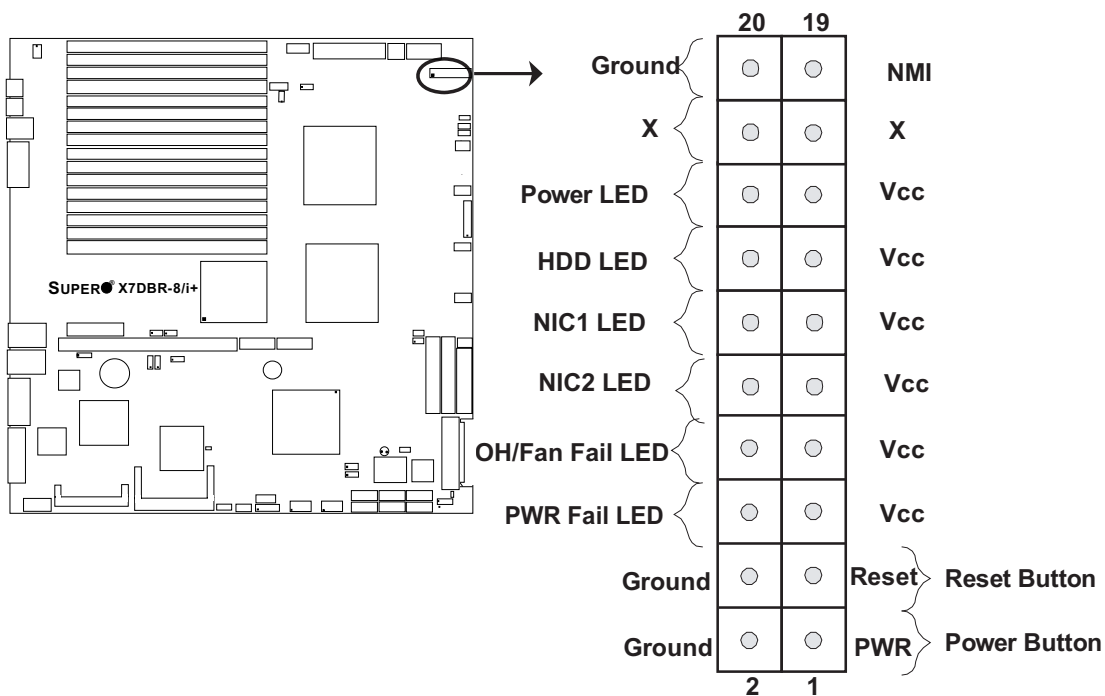 20 19
Ground NMI
X X
Power LED Vcc
HDD LED Vcc
SUPER® X7DBR-8/i+
NIC1 LED Vcc
NIC2 LED Vcc
OH/Fan Fail LED Vcc
PWR Fail LED Vcc
Ground Reset Reset Button
Ground PWR Power Button
2 1